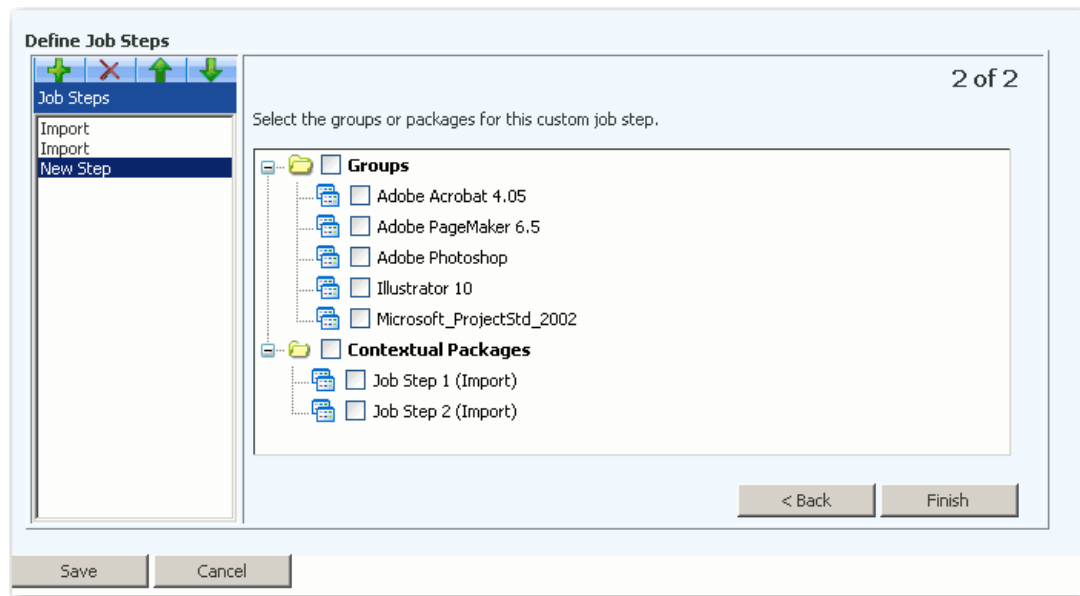 Define Job Steps
Job Steps
Import
Import
New Step
2 of 2
Select the groups or packages for this custom job step.
Groups
Adobe Acrobat 4.05
Adobe PageMaker 6.5
Adobe Photoshop
Illustrator 10
Microsoft_ProjectStd_2002
Contextual Packages
Job Step 1 (Import)
Job Step 2 (Import)
< Back
Finish
Save
Cancel